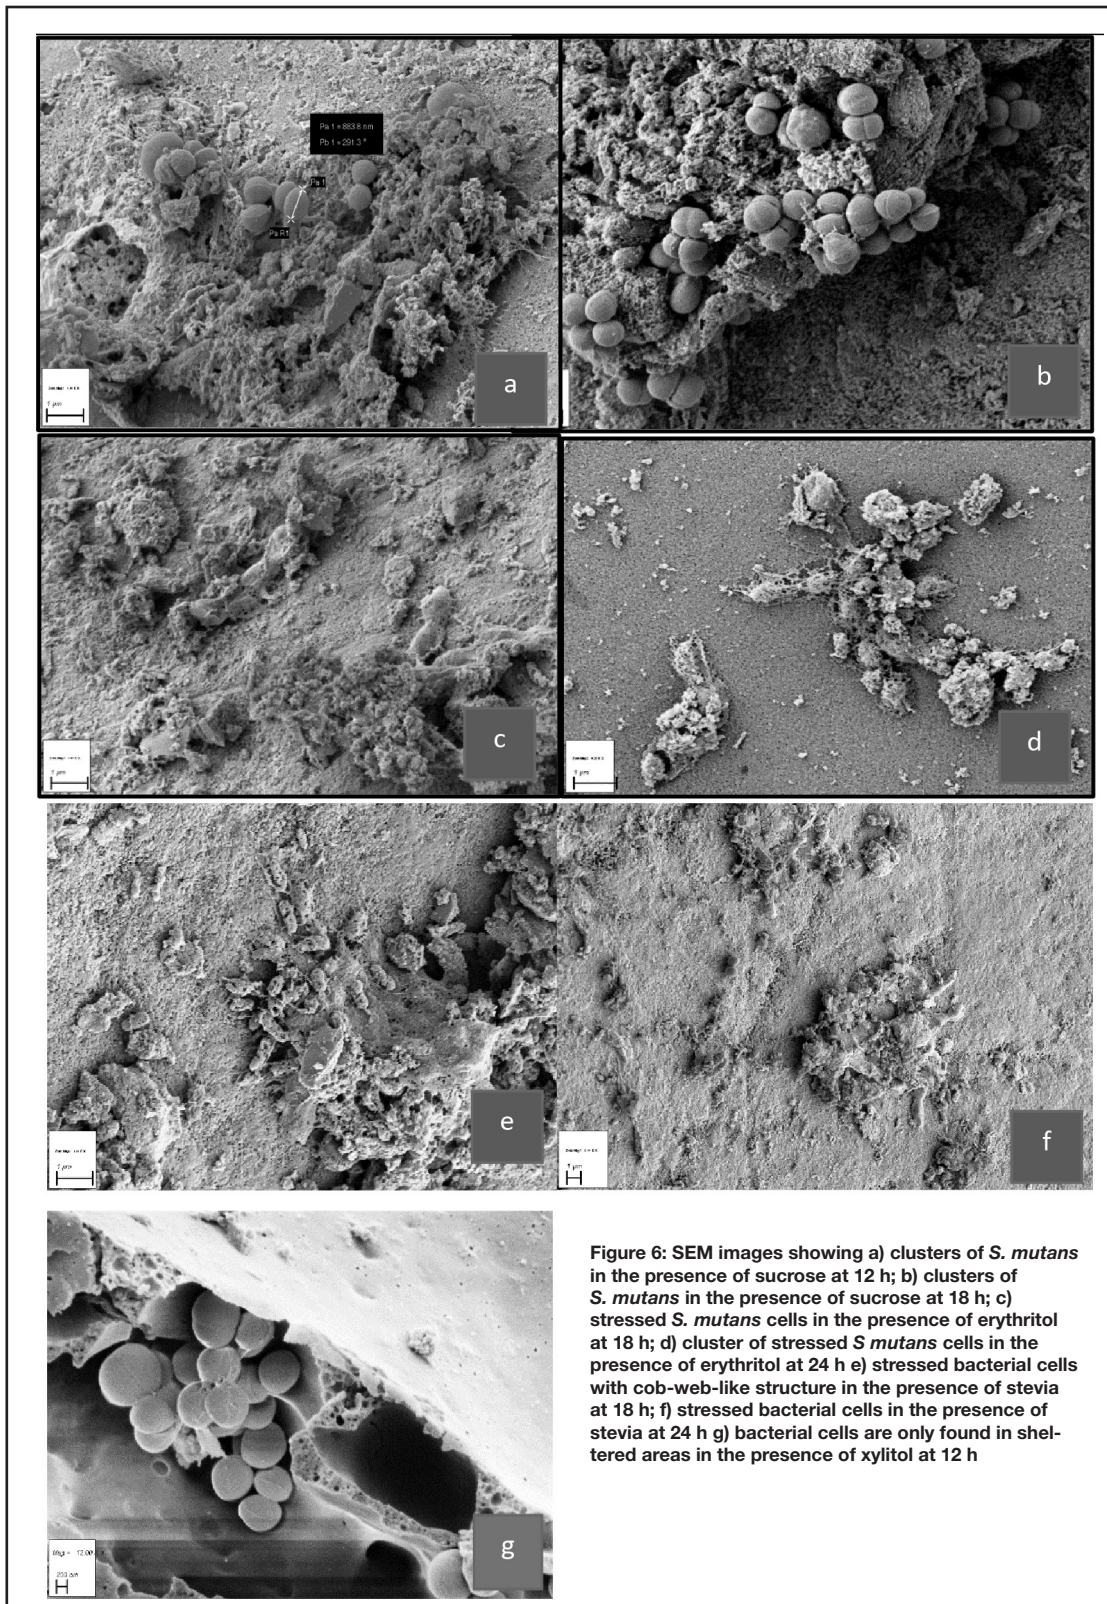 Pa 1 = 883.8 nm
Pb 1 = 291.3 °
Pa 1
Pa R1
1 µm
a
b
1 µm
c
1 µm
d
1 µm
e
1 µm
f
200 nm
g
Figure 6: SEM images showing a) clusters of S. mutans
in the presence of sucrose at 12 h; b) clusters of
S. mutans in the presence of sucrose at 18 h; c)
stressed S. mutans cells in the presence of erythritol
at 18 h; d) cluster of stressed S mutans cells in the
presence of erythritol at 24 h e) stressed bacterial cells
with cob-web-like structure in the presence of stevia
at 18 h; f) stressed bacterial cells in the presence of
stevia at 24 h g) bacterial cells are only found in shel-
tered areas in the presence of xylitol at 12 h